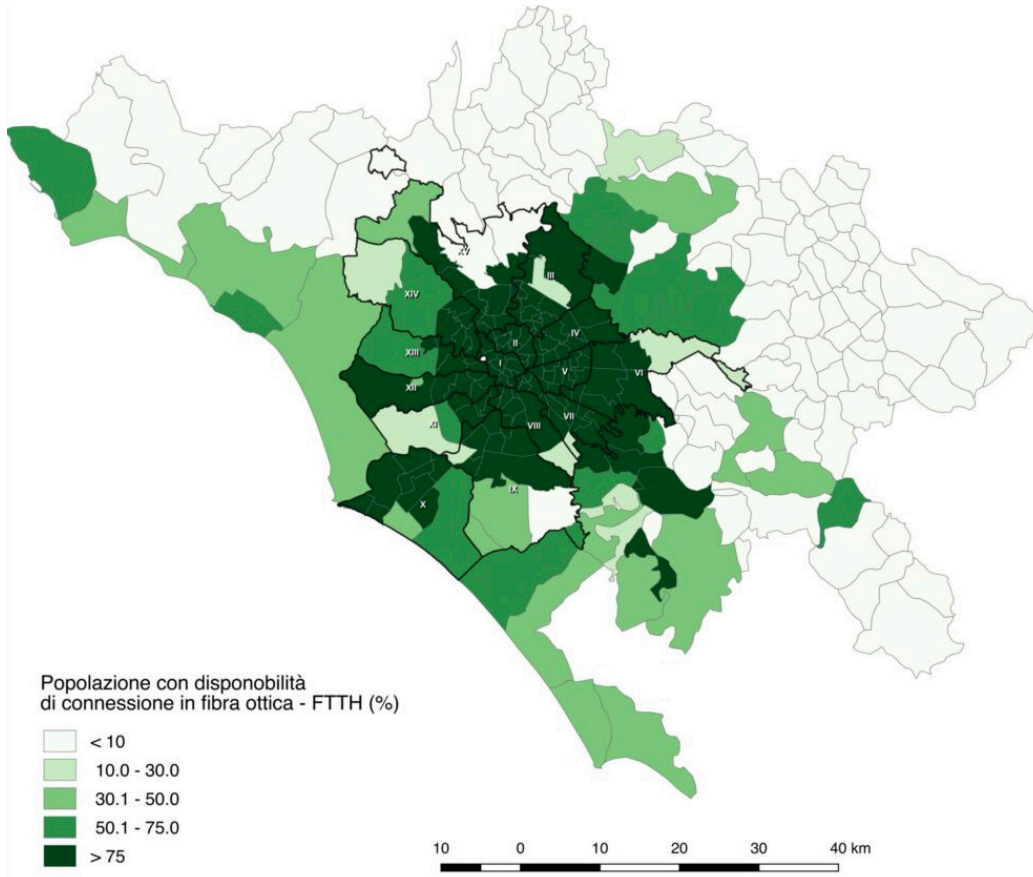 XV
III
XIV
II
IV
XIII
I
V
VI
XII
VII
XI
VIII
IX
X
Popolazione con disponobilità
di connessione in fibra ottica - FTTH (%)
< 10
10.0 - 30.0
30.1 - 50.0
50.1 - 75.0
> 75
10 0 10 20 30 40 km